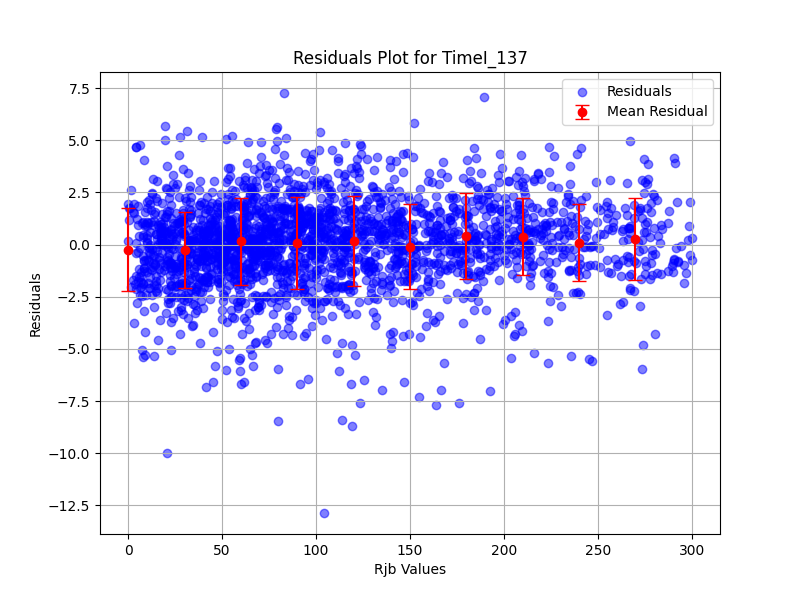 Residuals Plot for TimeI_137
Residuals
Mean Residual
7.5
5.0
2.5
0.0
−2.5
−5.0
−7.5
−10.0
−12.5
Residuals
0 50 100 150 200 250 300
Rjb Values